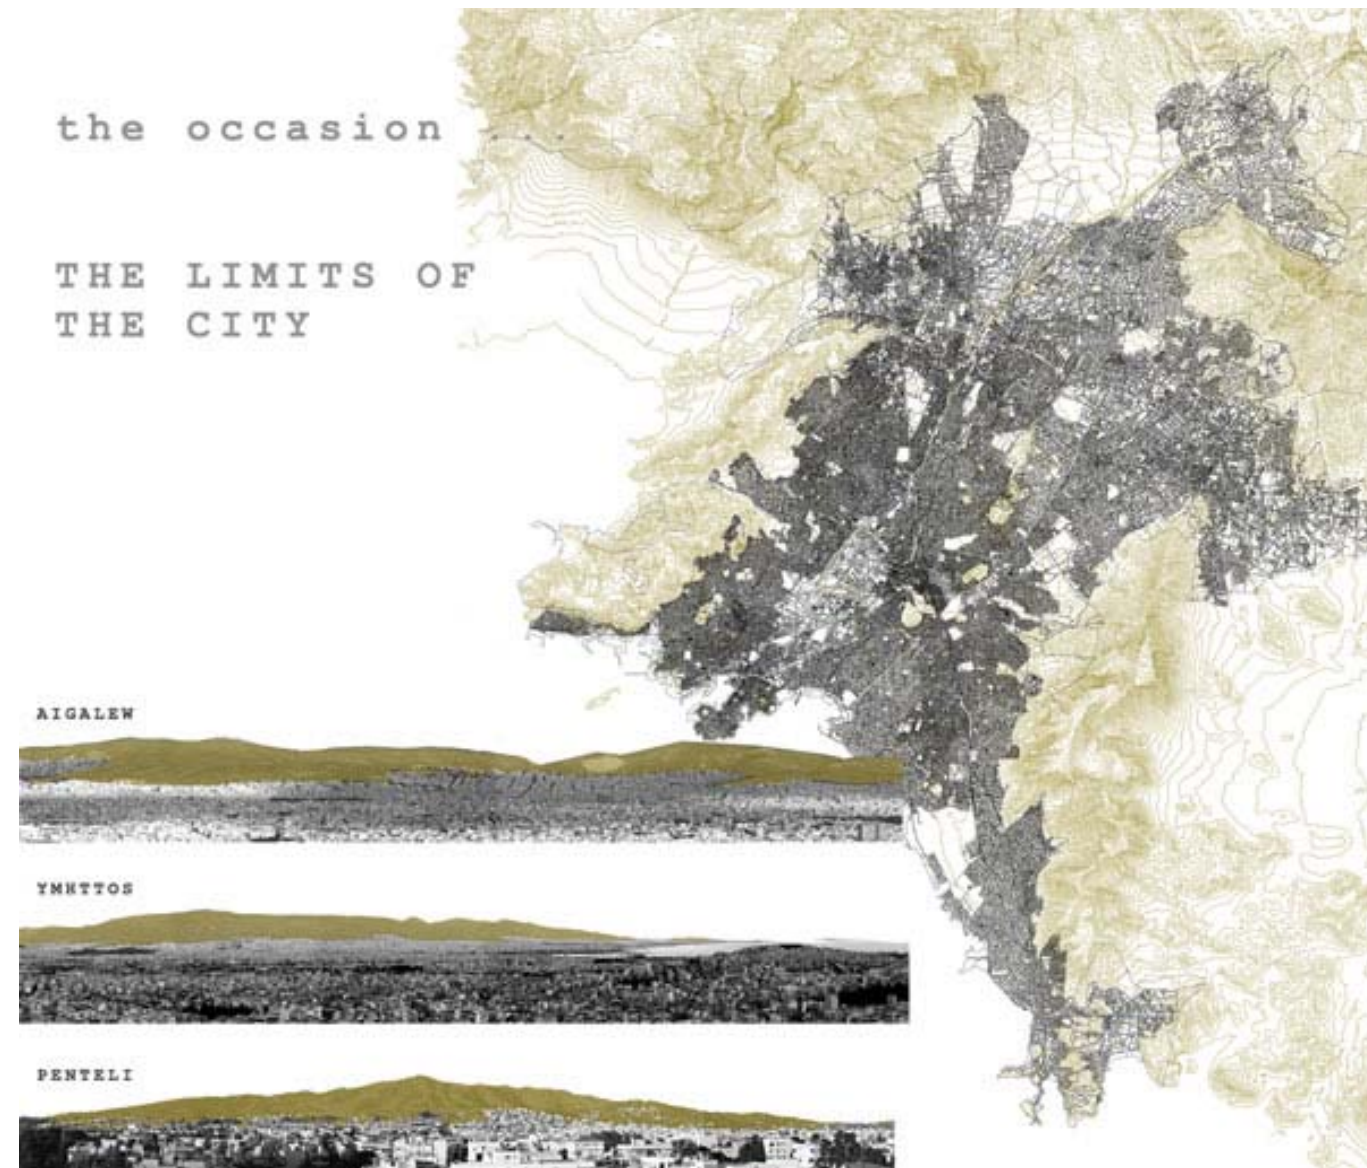 the occasion ...
THE LIMITS OF
THE CITY
AIGALEW
YMHTTOS
PENTELI